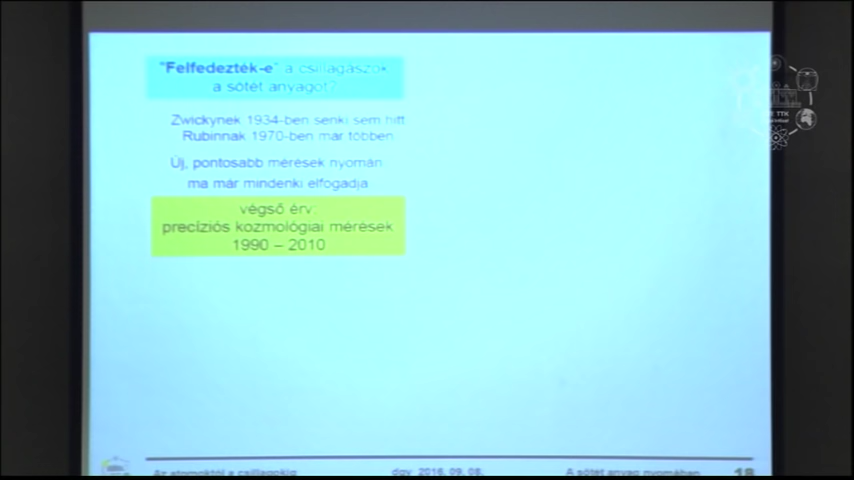 "Felfedezték-e" a csillagászok
a sötét anyagot?
Zwickynek 1934-ben senki sem hitt
Rubinnak 1970-ben már többen
Új, pontosabb mérések nyomán:
ma már mindenki elfogadja
végső érv:
precíziós kozmológiai mérések
1990 – 2010
Az atomoktól a csillagokig
dgy 2016. 09. 08.
A sötét anyag nyomában
18